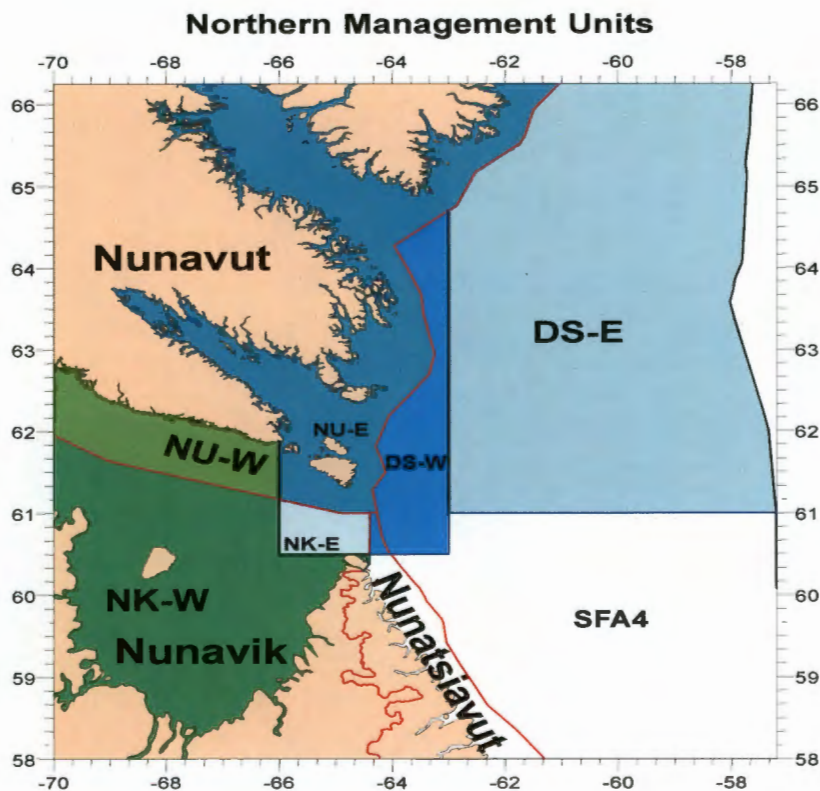 Northern Management Units
-70 -68 -66 -64 -62 -60 -58
66 66
65 65
Nunavut
64 64
DS-E
63 63
NU-E
62 62
NU-W
DS-W
61 61
NK-E
60 60
NK-W
SFA4
Nunavik
Nunatsiavut
59 59
58 58
-70 -68 -66 -64 -62 -60 -58